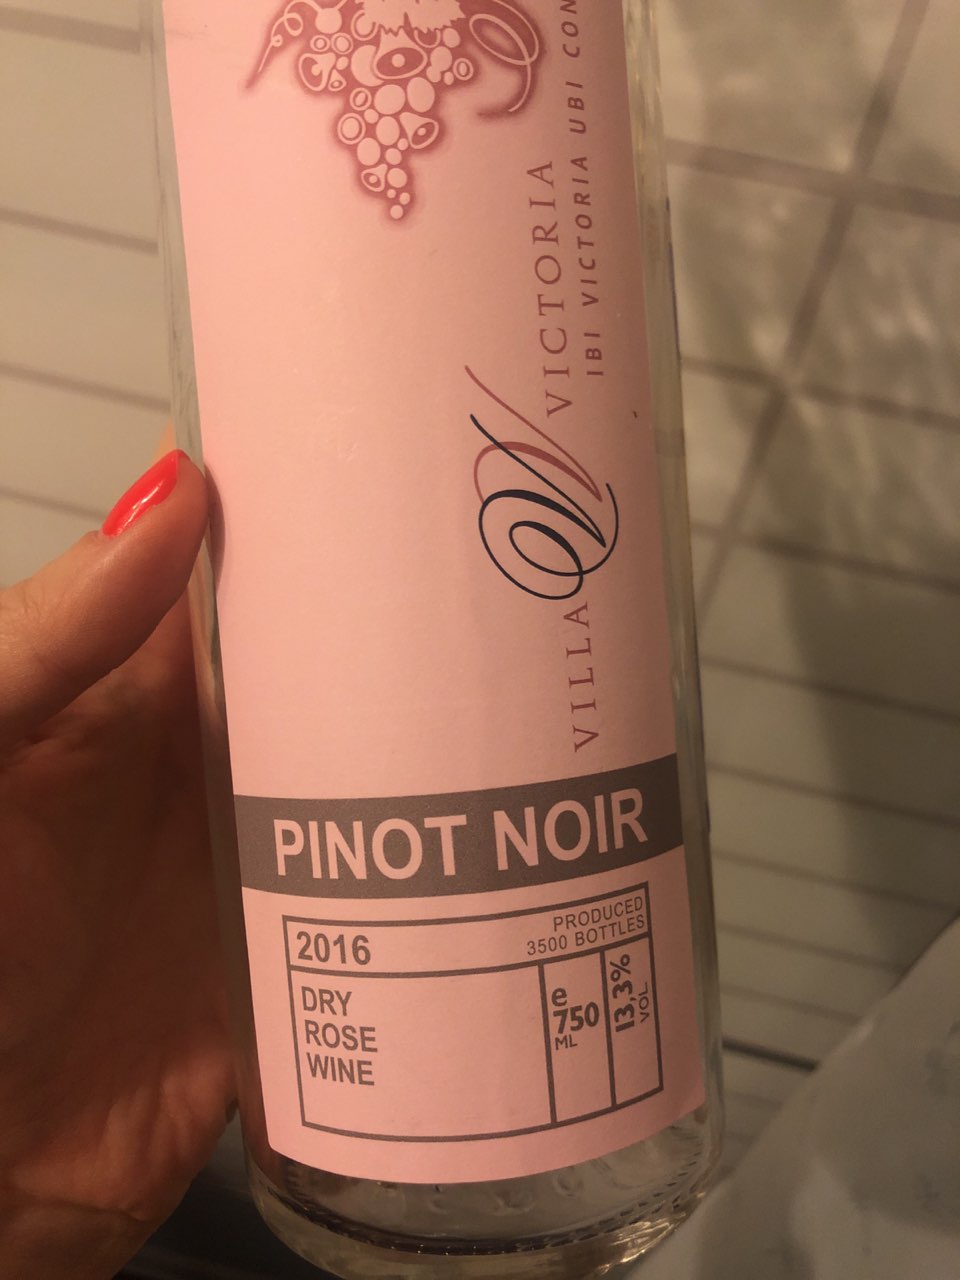 VILLA VICTORIA
IBI VICTORIA UBI
PINOT NOIR
2016
PRODUCED
3500 BOTTLES
DRY
ROSE
WINE
e
750
ML
13,3%
VOL